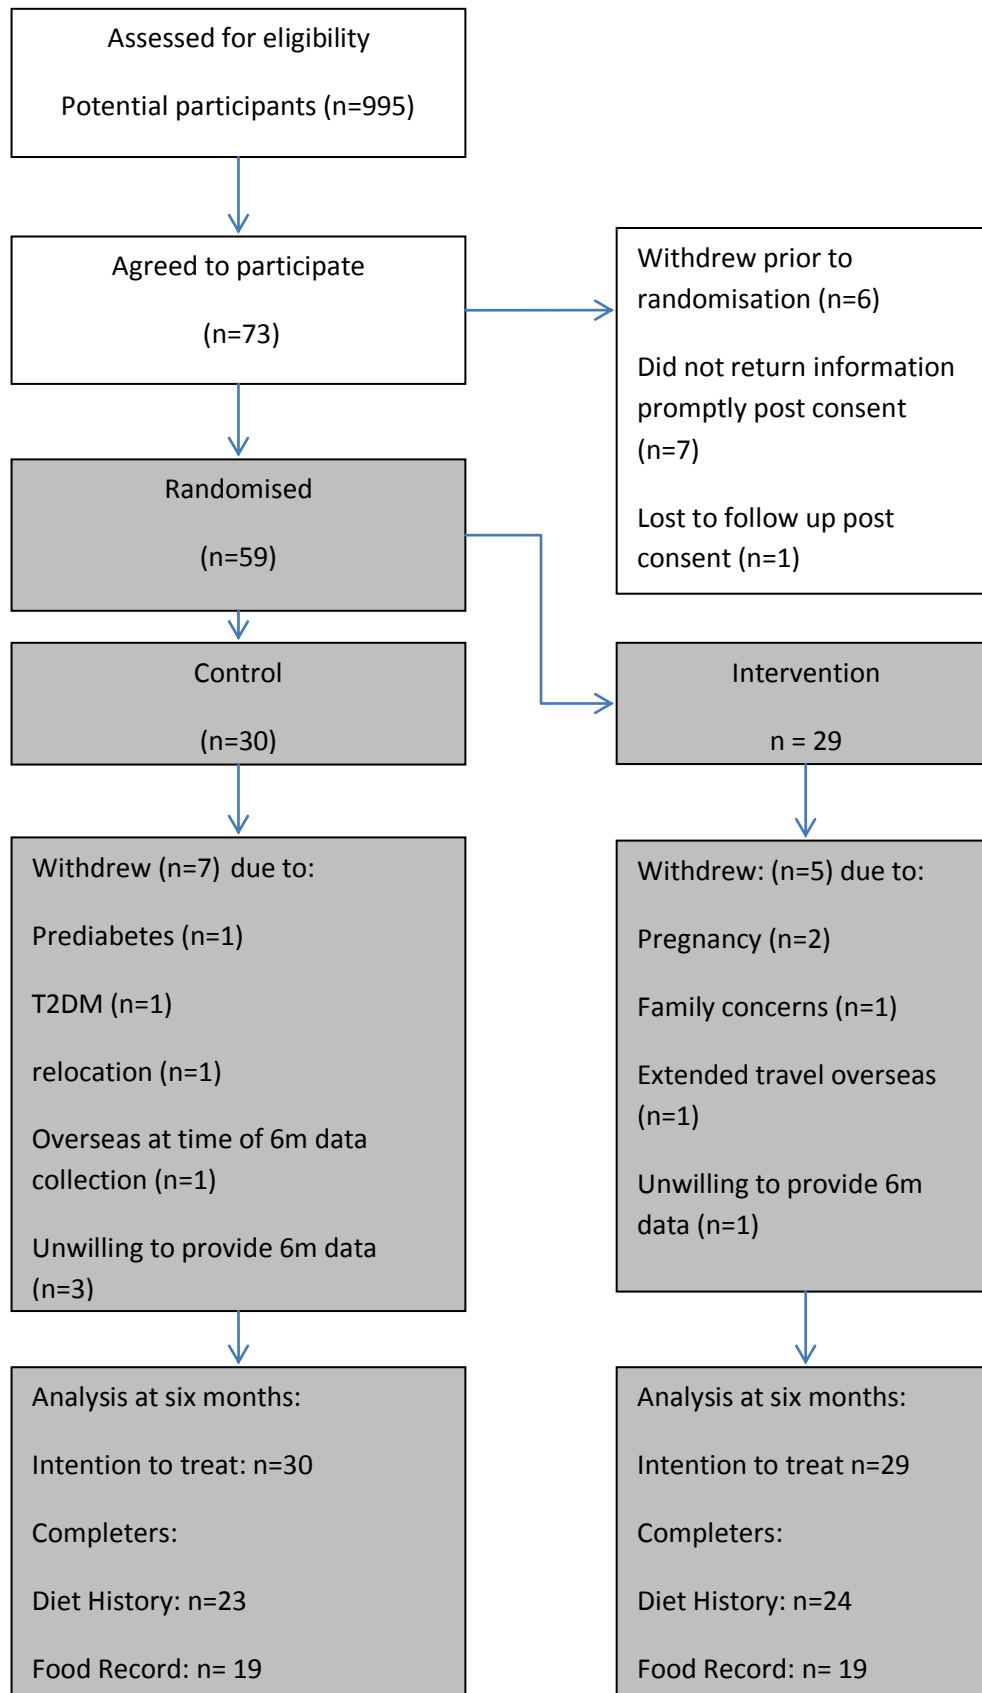 Assessed for eligibility
Potential participants (n=995)
Agreed to participate
(n=73)
Withdrew prior to
randomisation (n=6)
Did not return information
promptly post consent
(n=7)
Lost to follow up post
consent (n=1)
Randomised
(n=59)
Control
(n=30)
Intervention
n = 29
Withdrew (n=7) due to:
Prediabetes (n=1)
T2DM (n=1)
relocation (n=1)
Overseas at time of 6m data
collection (n=1)
Unwilling to provide 6m data
(n=3)
Withdrew: (n=5) due to:
Pregnancy (n=2)
Family concerns (n=1)
Extended travel overseas
(n=1)
Unwilling to provide 6m
data (n=1)
Analysis at six months:
Intention to treat: n=30
Completers:
Diet History: n=23
Food Record: n= 19
Analysis at six months:
Intention to treat n=29
Completers:
Diet History: n=24
Food Record: n= 19